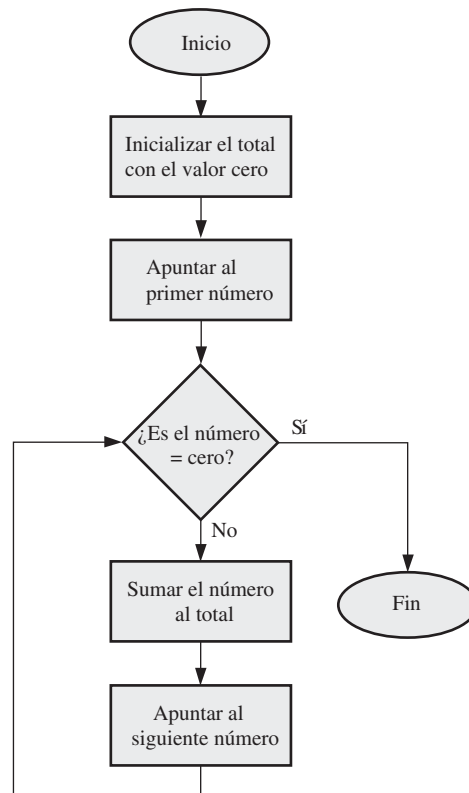 Inicio
Inicializar el total
con el valor cero
Apuntar al
primer número
¿Es el número
= cero?
Sí
No
Sumar el número
al total
Fin
Apuntar al
siguiente número